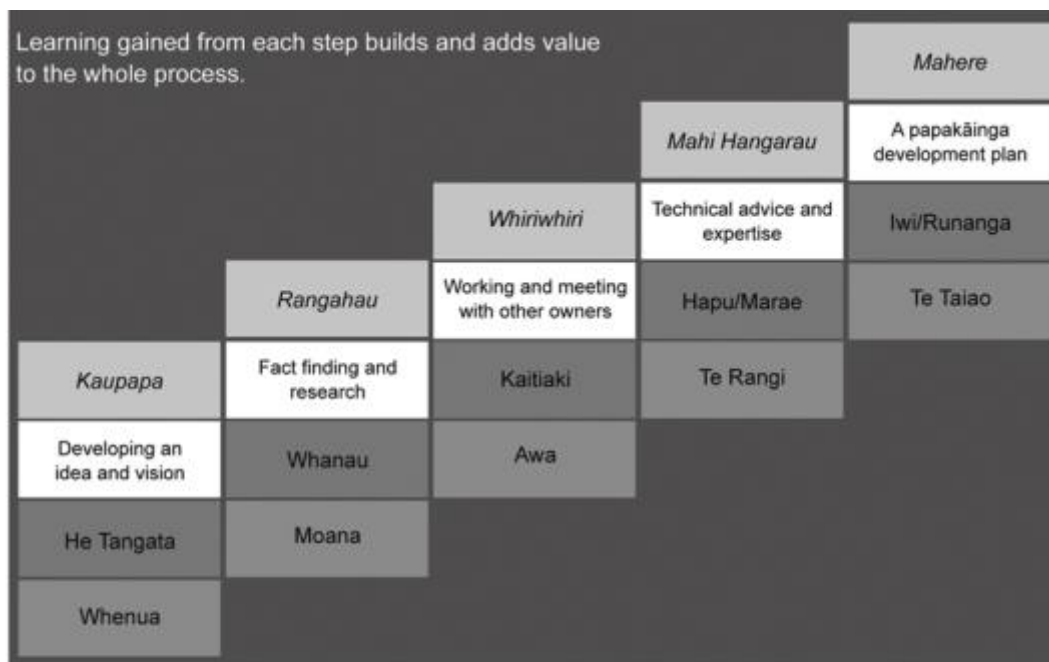 Learning gained from each step builds and adds value
to the whole process.
Kaupapa
Developing an
idea and vision
He Tangata
Whenua
Rangahau
Fact finding and
research
Whanau
Moana
Whiriwhiri
Working and meeting
with other owners
Kaitiaki
Awa
Mahi Hangarau
Technical advice and
expertise
Hapu/Marae
Te Rangi
Mahere
A papakāinga
development plan
Iwi/Runanga
Te Taiao